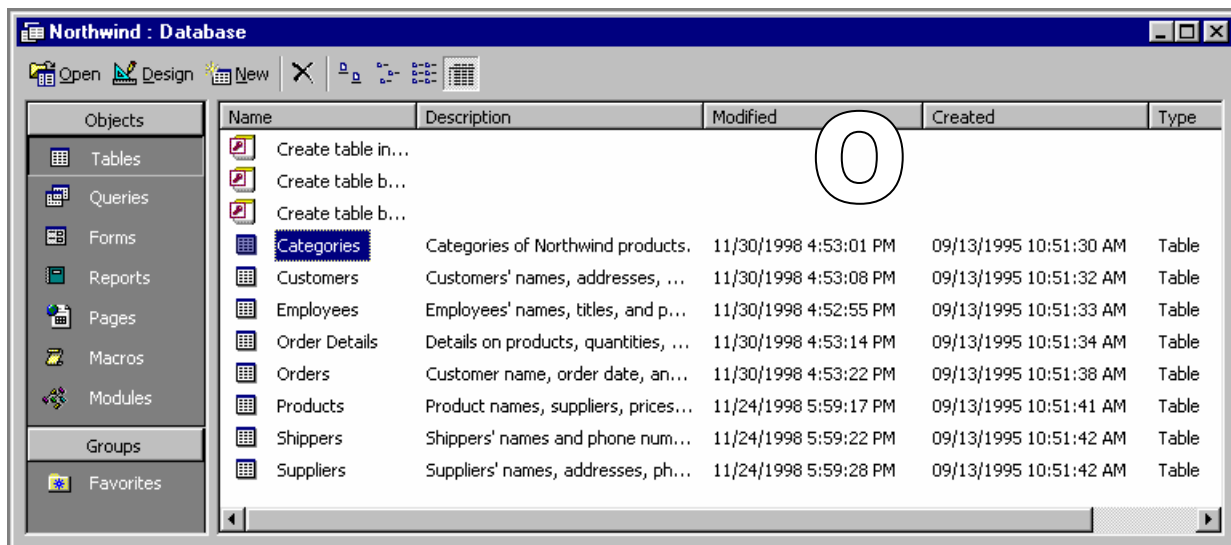 Northwind : Database
Open Design New
Objects
Tables
Queries
Forms
Reports
Pages
Macros
Modules
Groups
Favorites
Name Description Modified Created Type
O
Create table in...
Create table b...
Create table b...
Categories Categories of Northwind products. 11/30/1998 4:53:01 PM 09/13/1995 10:51:30 AM Table
Customers Customers' names, addresses, ... 11/30/1998 4:53:08 PM 09/13/1995 10:51:32 AM Table
Employees Employees' names, titles, and p... 11/30/1998 4:52:55 PM 09/13/1995 10:51:33 AM Table
Order Details Details on products, quantities, ... 11/30/1998 4:53:14 PM 09/13/1995 10:51:34 AM Table
Orders Customer name, order date, an... 11/30/1998 4:53:22 PM 09/13/1995 10:51:38 AM Table
Products Product names, suppliers, prices... 11/24/1998 5:59:17 PM 09/13/1995 10:51:41 AM Table
Shippers Shippers' names and phone num... 11/24/1998 5:59:22 PM 09/13/1995 10:51:42 AM Table
Suppliers Suppliers' names, addresses, ph... 11/24/1998 5:59:28 PM 09/13/1995 10:51:42 AM Table